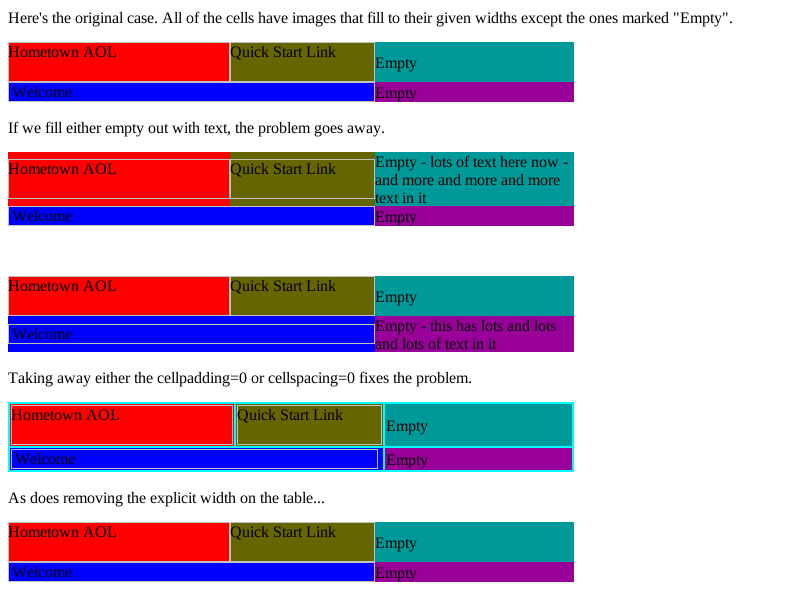 Here's the original case. All of the cells have images that fill to their given widths except the ones marked "Empty".
Hometown AOL Quick Start Link Empty
Welcome Empty
If we fill either empty out with text, the problem goes away.
Hometown AOL Quick Start Link Empty - lots of text here now -
and more and more and more
text in it
Welcome Empty
Hometown AOL Quick Start Link Empty
Welcome Empty - this has lots and lots
and lots of text in it
Taking away either the cellpadding=0 or cellspacing=0 fixes the problem.
Hometown AOL Quick Start Link Empty
Welcome Empty
As does removing the explicit width on the table...
Hometown AOL Quick Start Link Empty
Welcome Empty